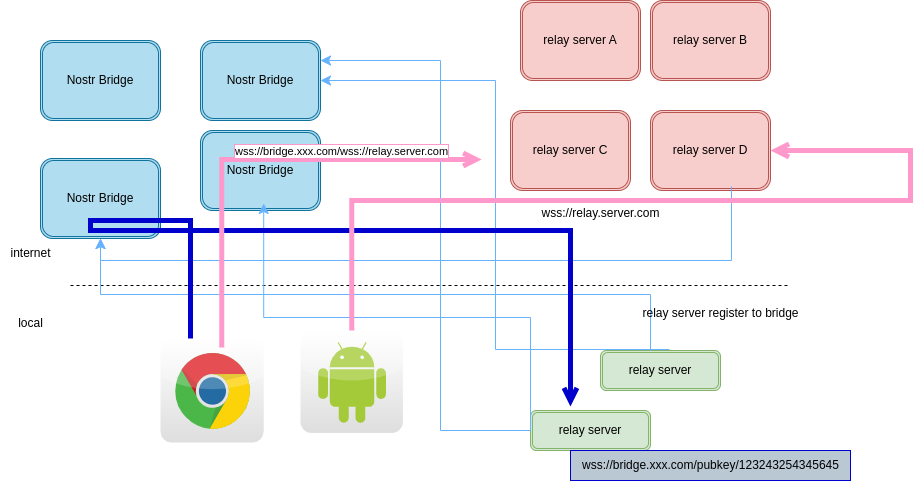 relay server A
relay server B
Nostr Bridge
Nostr Bridge
relay server C
relay server D
wss://bridge.xxx.com/wss://relay.server.com
Nostr Bridge
Nostr Bridge
wss://relay.server.com
internet
relay server register to bridge
local
relay server
relay server
wss://bridge.xxx.com/pubkey/123243254345645